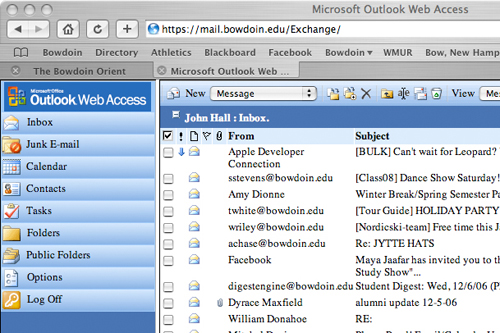 Microsoft Outlook Web Access
https://mail.bowdoin.edu/Exchange/
Bowdoin Directory Athletics Blackboard Facebook Bowdoin WMUR Bow, New Hamp
The Bowdoin Orient
Microsoft Outlook Web ...
Microsoft Office
Outlook Web Access
New Message View Messages
John Hall : Inbox.
From Subject
Inbox
Junk E-mail
Calendar
Contacts
Tasks
Folders
Public Folders
Options
Log Off
Apple Developer Connection [BULK] Can't wait for Leopard?
sstevens@bowdoin.edu [Class08] Dance Show Saturday!
Amy Dionne Winter Break/Spring Semester Pa
twhite@bowdoin.edu [Tour Guide] HOLIDAY PARTY
wriley@bowdoin.edu [Nordicski-team] Free time this Ja
achase@bowdoin.edu Re: JYTTE HATS
Facebook Maya Jaafar has invited you to th
Study Show"...
digestengine@bowdoin.edu Student Digest: Wed, 12/6/06 (P
Dyrace Maxfield alumni update 12-5-06
William Donahoe RE: